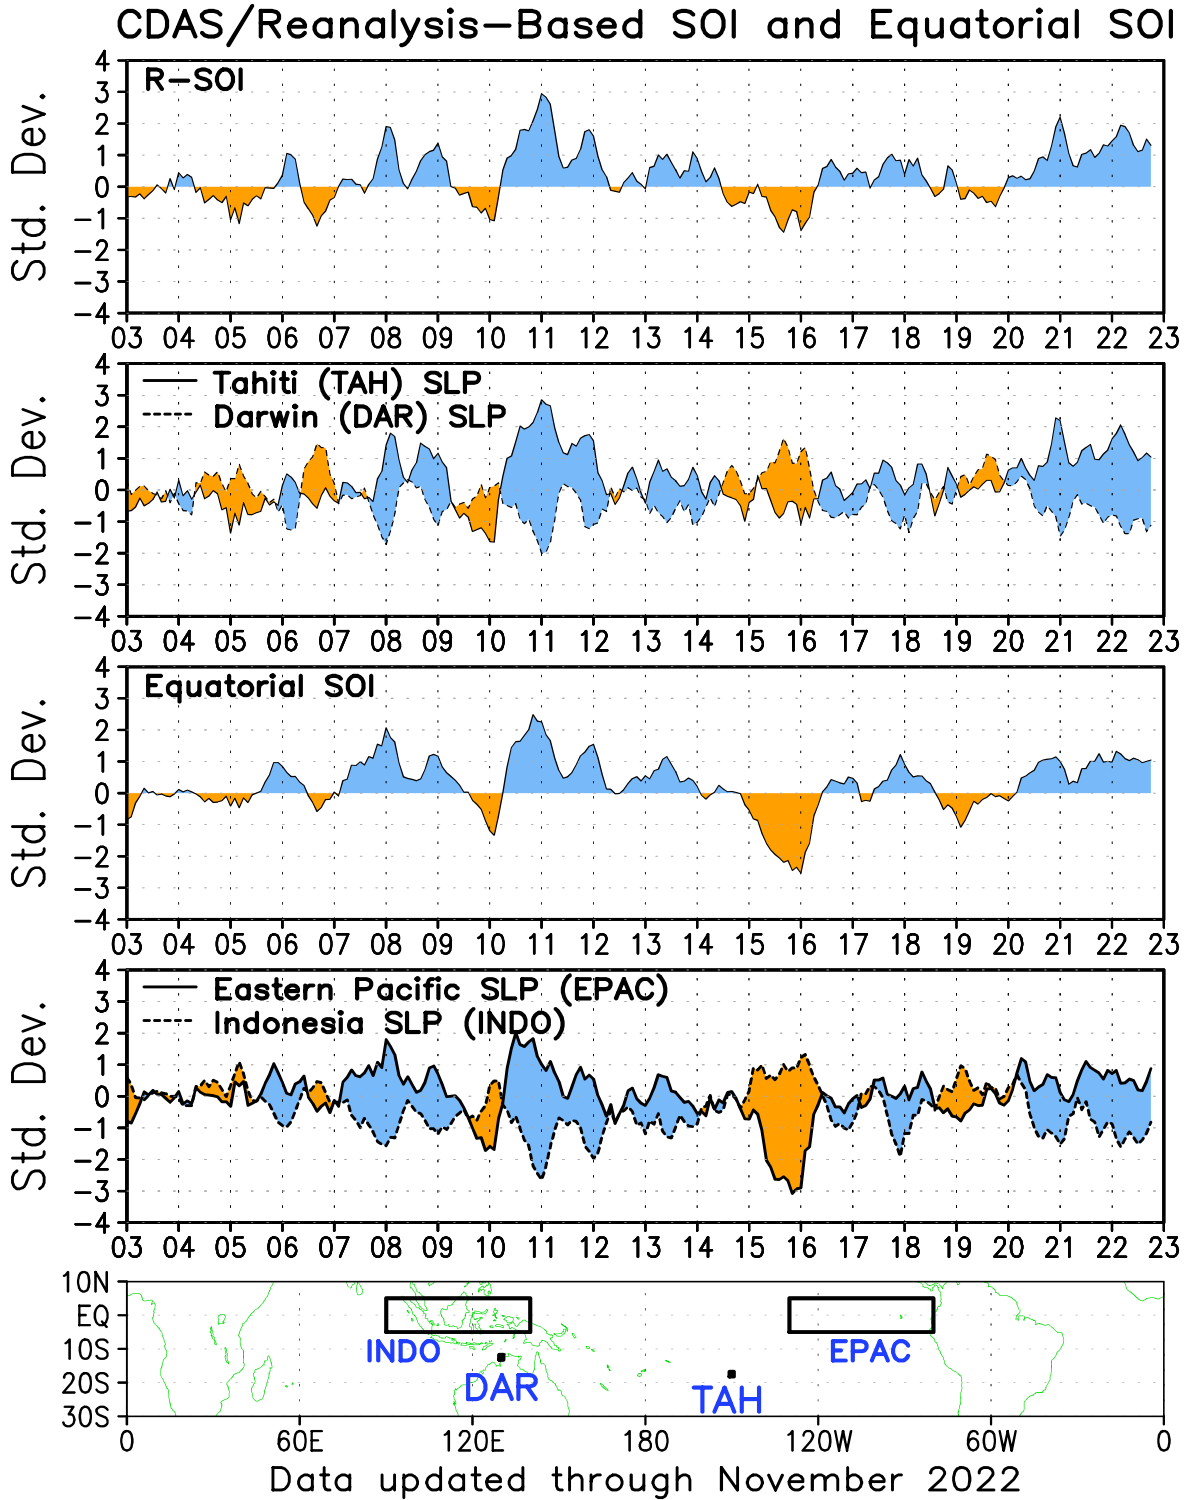 CDAS/Reanalysis-Based SOI and Equatorial SOI
R-SOI
Std. Dev.
4
3
2
1
0
-1
-2
-3
-4
03 04 05 06 07 08 09 10 11 12 13 14 15 16 17 18 19 20 21 22 23
Tahiti (TAH) SLP
Darwin (DAR) SLP
Std. Dev.
4
3
2
1
0
-1
-2
-3
-4
03 04 05 06 07 08 09 10 11 12 13 14 15 16 17 18 19 20 21 22 23
Equatorial SOI
Std. Dev.
4
3
2
1
0
-1
-2
-3
-4
03 04 05 06 07 08 09 10 11 12 13 14 15 16 17 18 19 20 21 22 23
Eastern Pacific SLP (EPAC)
Indonesia SLP (INDO)
Std. Dev.
4
3
2
1
0
-1
-2
-3
-4
03 04 05 06 07 08 09 10 11 12 13 14 15 16 17 18 19 20 21 22 23
10N
EQ
10S
20S
30S
INDO
EPAC
DAR
TAH
0 60E 120E 180 120W 60W 0
Data updated through November 2022